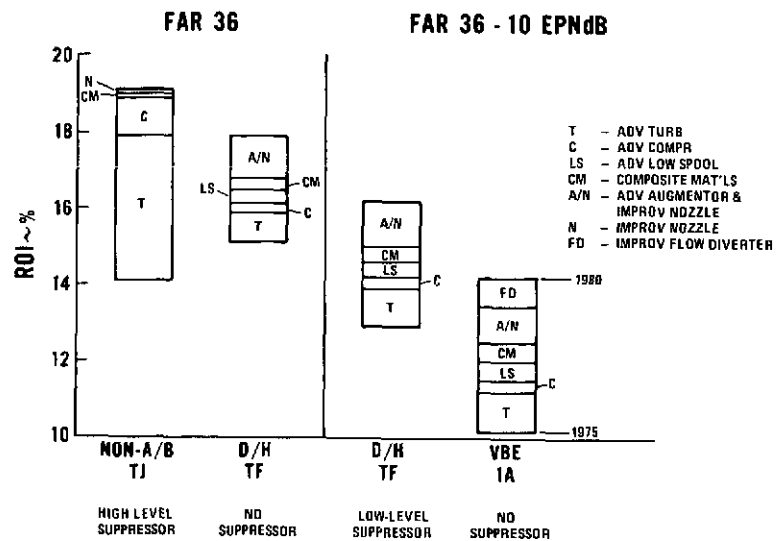 FAR 36
FAR 36 - 10 EPNdB
ROI~%
20
18
16
14
12
10
N
CM
C
T
A/N
CM
LS
C
T
A/N
CM
LS
C
T
FD
A/N
CM
LS
C
T
1980
1975
T - ADV TURB
C - ADV COMPR
LS - ADV LOW SPOOL
CM - COMPOSITE MAT'LS
A/N - ADV AUGMENTOR &
IMPROV NOZZLE
N - IMPROV NOZZLE
FD - IMPROV FLOW DIVERTER
NON-A/B
TJ
HIGH LEVEL
SUPPRESSOR
D/H
TF
NO
SUPPRESSOR
D/H
TF
LOW-LEVEL
SUPPRESSOR
VBE
1A
NO
SUPPRESSOR